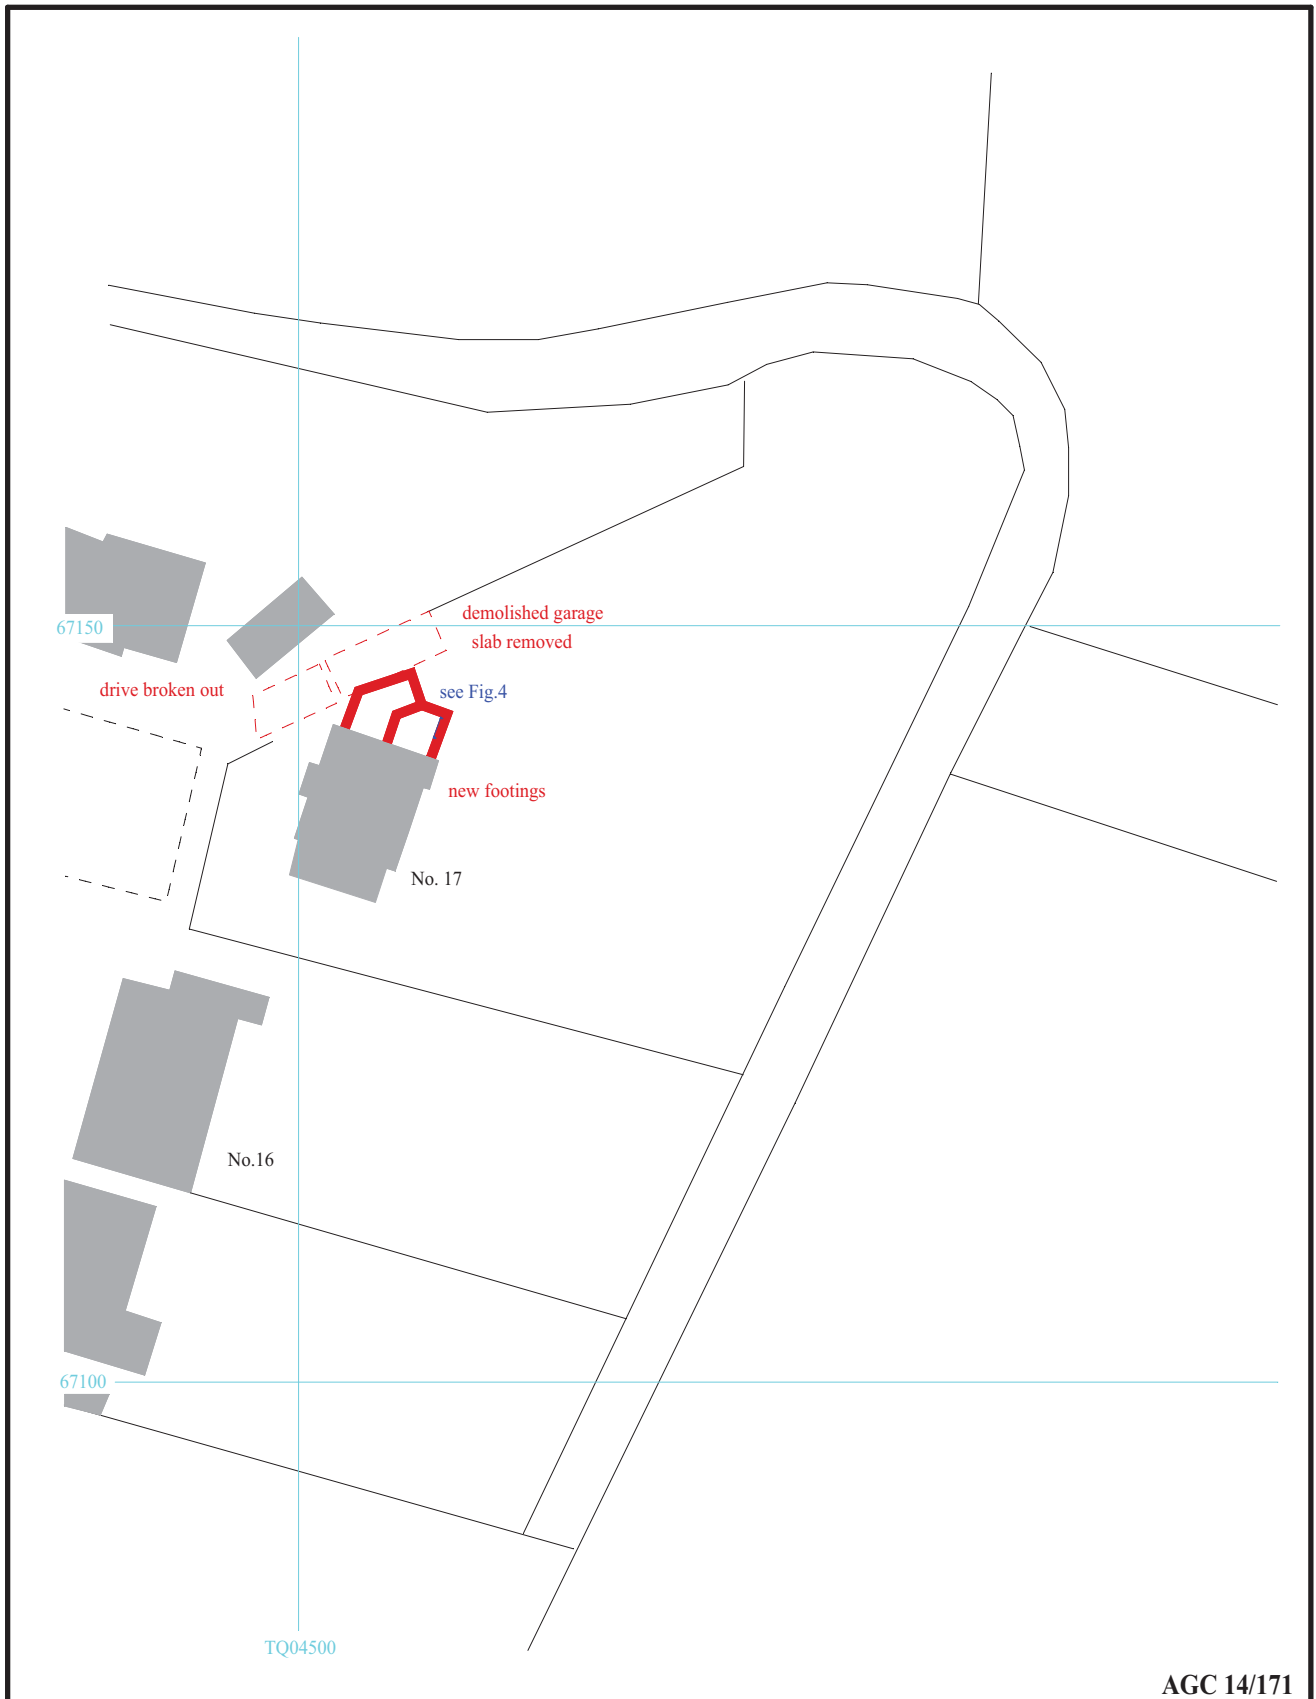 demolished garage
67150
slab removed
drive broken out
see Fig.4
new footings
No. 17
No.16
67100
TQ04500
AGC 14/171